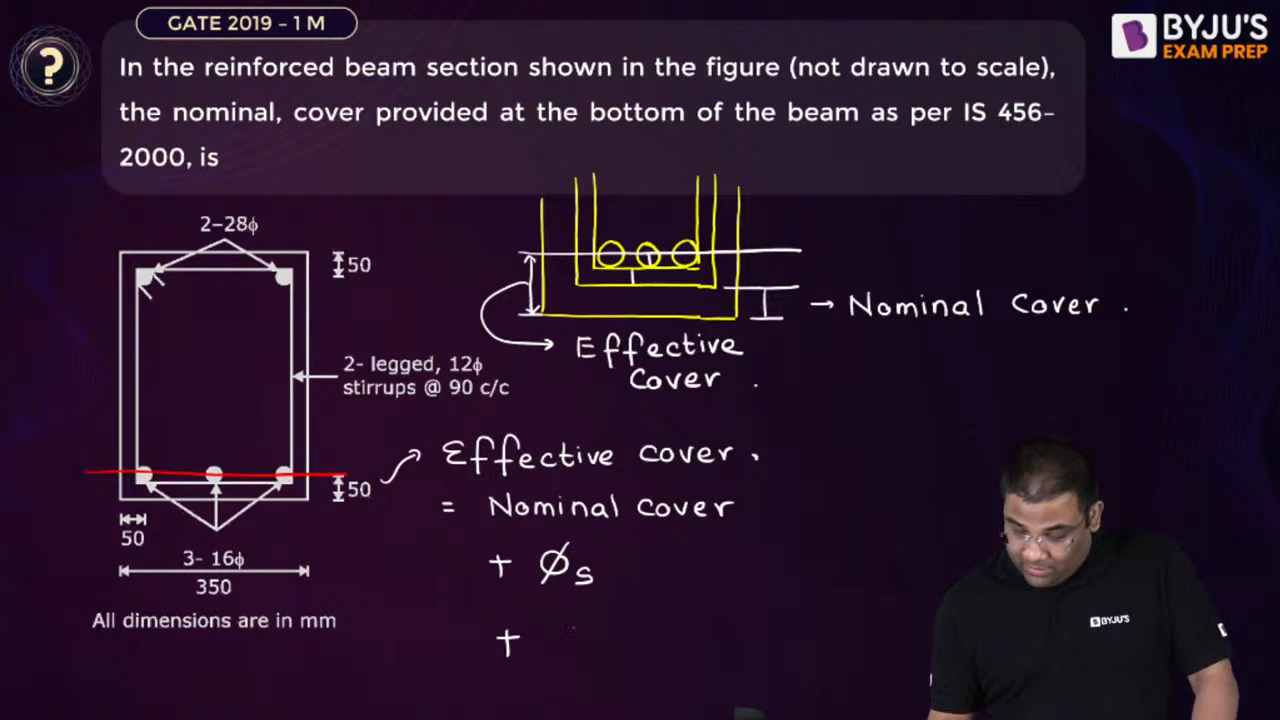 GATE 2019 – 1 M
?
BYJU'S
EXAM PREP
In the reinforced beam section shown in the figure (not drawn to scale),
the nominal, cover provided at the bottom of the beam as per IS 456–
2000, is
2–28ϕ
50
2- legged, 12ϕ
stirrups @ 90 c/c
50
50
3- 16ϕ
350
All dimensions are in mm
→ Nominal Cover .
Effective
Cover .
Effective cover .
= Nominal cover
+ Øs
+
BYJU'S